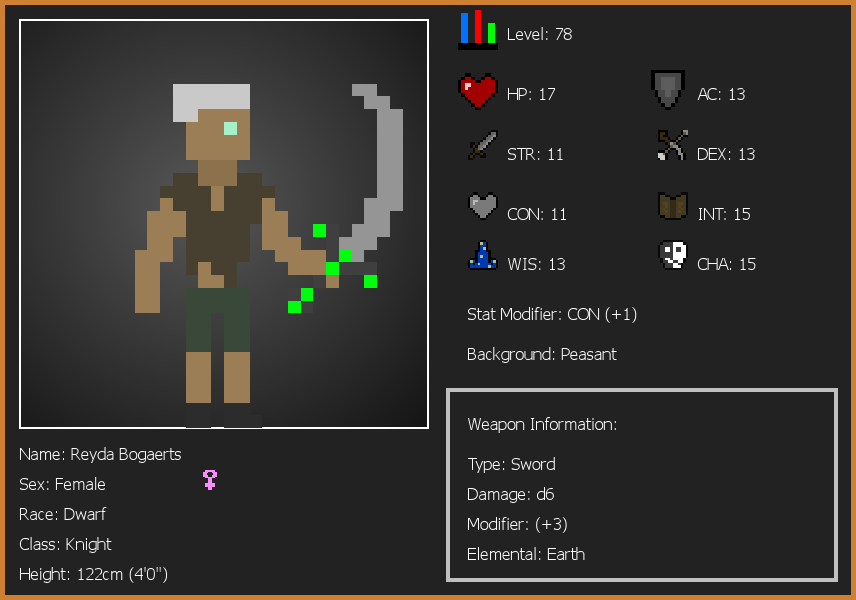 Level: 78
HP: 17
AC: 13
STR: 11
DEX: 13
CON: 11
INT: 15
WIS: 13
CHA: 15
Stat Modifier: CON (+1)
Background: Peasant
Weapon Information:
Type: Sword
Damage: d6
Modifier: (+3)
Elemental: Earth
Name: Reyda Bogaerts
Sex: Female
Race: Dwarf
Class: Knight
Height: 122cm (4'0")